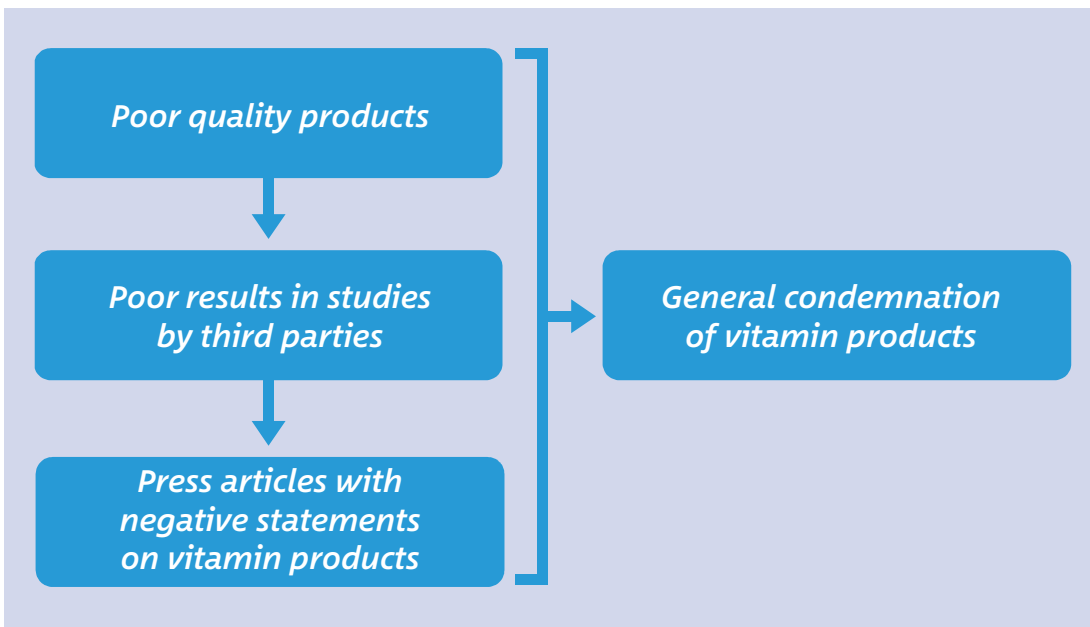 Poor quality products
Poor results in studies
by third parties
Press articles with
negative statements
on vitamin products
General condemnation
of vitamin products